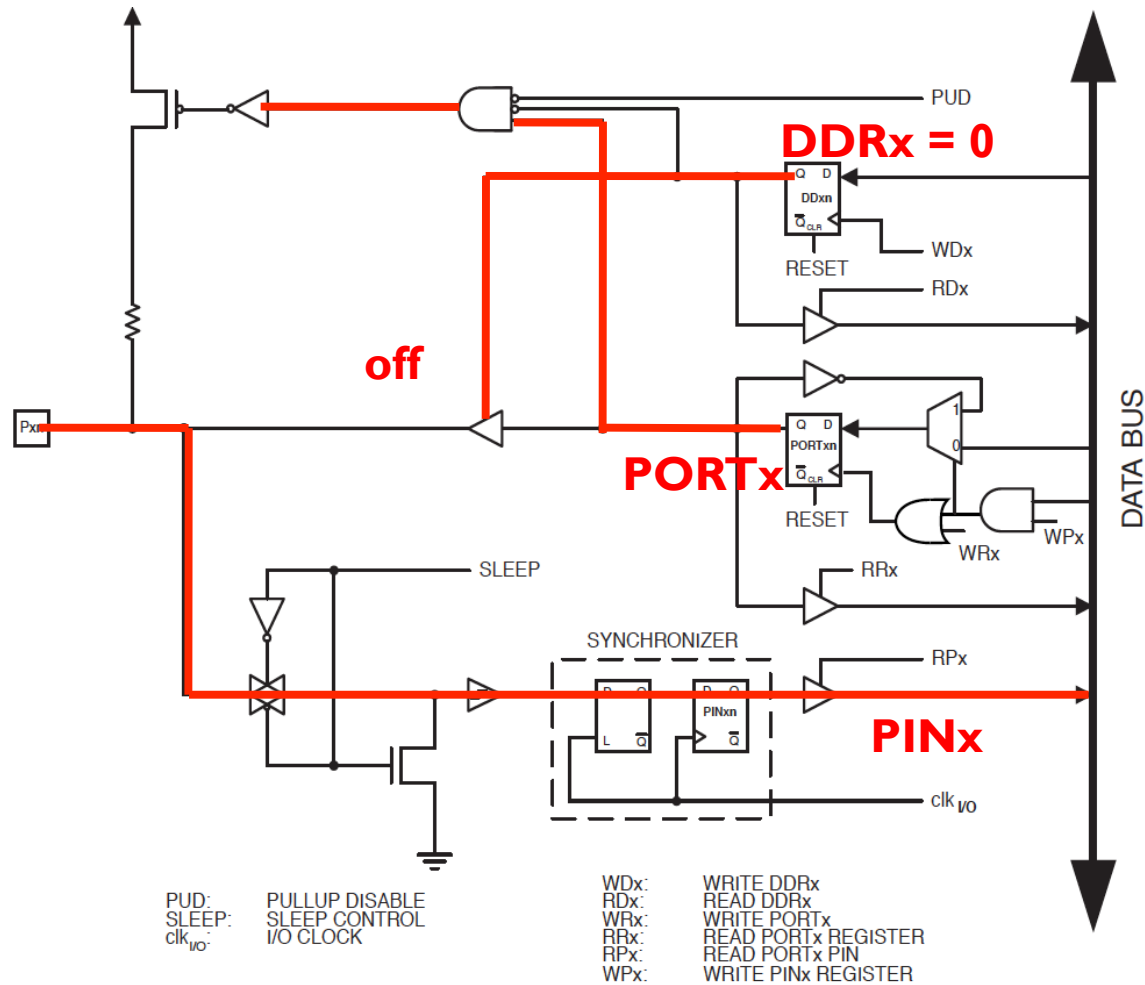 PUD
DDRx = 0
Q D
DDxn
Q CLR
WDx
RESET
RDx
off
1
Pxn
Q D
0
PORTxn
PORTx
Q CLR
RESET
WRx
WPx
DATA BUS
SLEEP
RRx
SYNCHRONIZER
RPx
D Q
D Q
PINxn
L Q
Q
PINx
clk I/O
PUD: PULLUP DISABLE
SLEEP: SLEEP CONTROL
clk I/O: I/O CLOCK
WDx: WRITE DDRx
RDx: READ DDRx
WRx: WRITE PORTx
RRx: READ PORTx REGISTER
RPx: READ PORTx PIN
WPx: WRITE PINx REGISTER